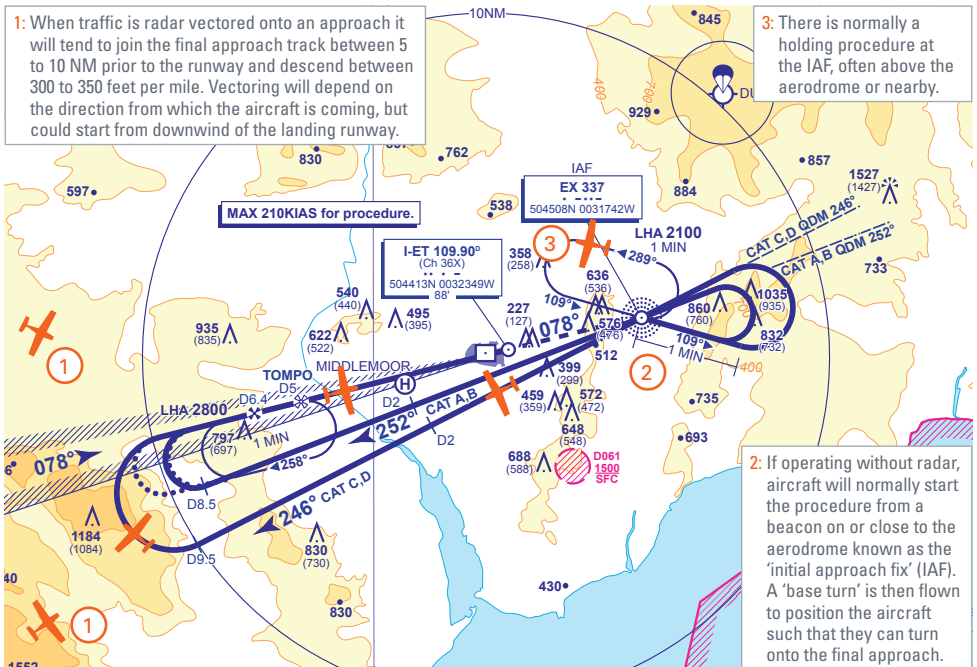 1: When traffic is radar vectored onto an approach it
will tend to join the final approach track between 5
to 10 NM prior to the runway and descend between
300 to 350 feet per mile. Vectoring will depend on
the direction from which the aircraft is coming, but
could start from downwind of the landing runway.
10NM
845
3: There is normally a
holding procedure at
the IAF, often above the
aerodrome or nearby.
400
700
929
830
762
857
597
884
1527
(1427)
MAX 210KIAS for procedure.
IAF
EX 337
504508N 0031742W
538
LHA 2100
1 MIN
289°
CAT C,D QDM 246°
CAT A,B QDM 252°
733
3
358
(258)
I-ET 109.90D
(Ch 36X)
504413N 0032349W
88'
109°
636
(536)
540
(440)
495
(395)
227
(127)
078°
576
(476)
860
(760)
1035
(935)
832
(732)
935
(835)
622
(522)
1
MIDDLEMOOR
TOMPO
D5
512
2
109°
1 MIN
400
399
(299)
H
D2
LHA 2800
D6.4
CAT A,B
252°
459
(359)
572
(472)
735
D2
797
(697)
1 MIN
648
(548)
693
258°
078°
688
(588)
D061
1500
SFC
D8.5
246° CAT C,D
2: If operating without radar,
aircraft will normally start
the procedure from a
beacon on or close to the
aerodrome known as the
‘initial approach fix’ (IAF).
A ‘base turn’ is then flown
to position the aircraft
such that they can turn
onto the final approach.
1184
(1084)
D9.5
830
(730)
430
830
1